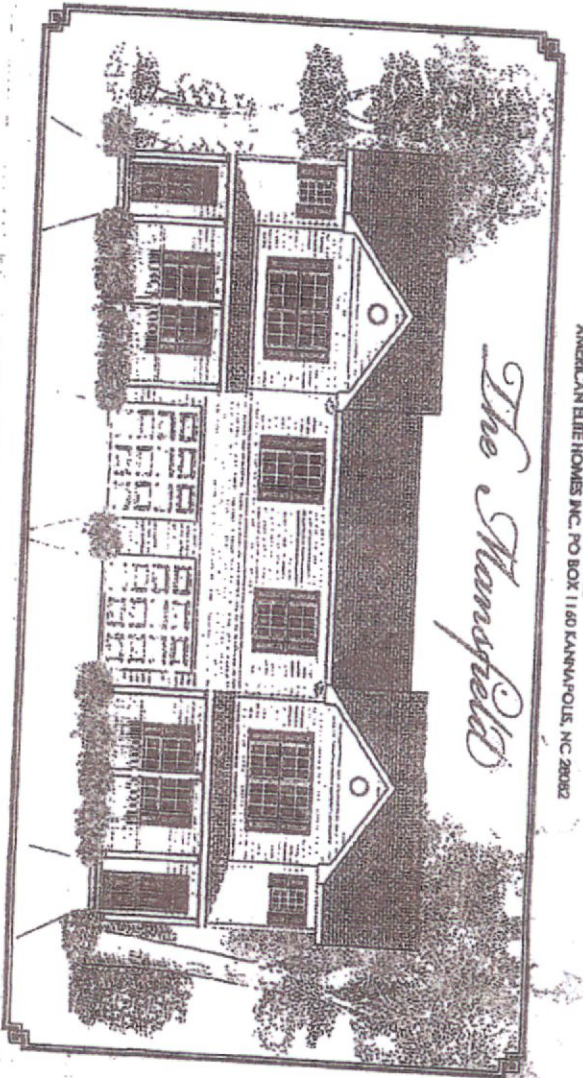 AMERICAN ELITE HOMES INC, PO BOX 1160 KANNAPOLIS, NC 28082
The Mansfield